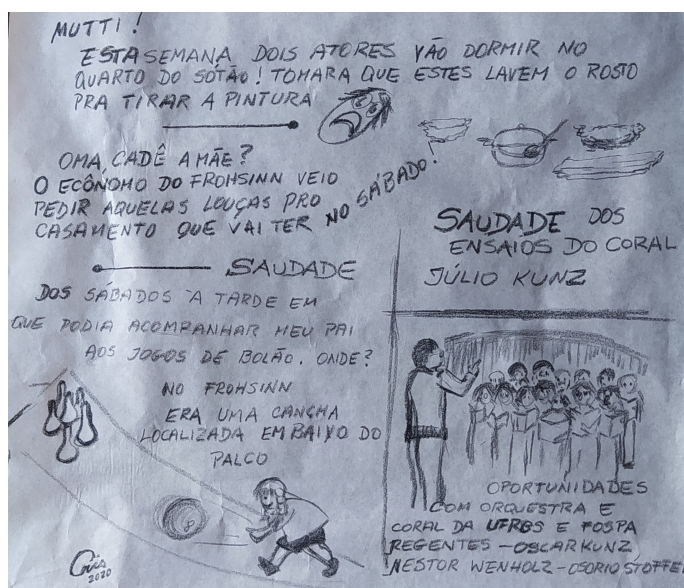 MUTTI!
ESTA SEMANA DOIS ATORES VÃO DORMIR NO
QUARTO DO SOTÃO! TOMARA QUE ESTES LAVEM O ROSTO
PRA TIRAR A PINTURA
OMA, CADÊ A MÃE?
O ECÔNOMO DO FROHSINN VEIO
PEDIR AQUELAS LOUÇAS PRO
CASAMENTO QUE VAI TER NO SÁBADO!
SAUDADE
DOS SÁBADOS À TARDE EM
QUE PODIA ACOMPANHAR MEU PAI
AOS JOGOS DE BOLÃO. ONDE?
NO FROHSINN
ERA UMA CANCHA
LOCALIZADA EM BAIXO DO
PALCO
2020
SAUDADE DOS
ENSAIOS DO CORAL
JÚLIO KUNZ
OPORTUNIDADES
COM ORQUESTRA E
CORAL DA UFRGS E FOSPA
REGENTES - OSCAR KUNZ
NESTOR WENHOLZ - OSORIO STOFFEL